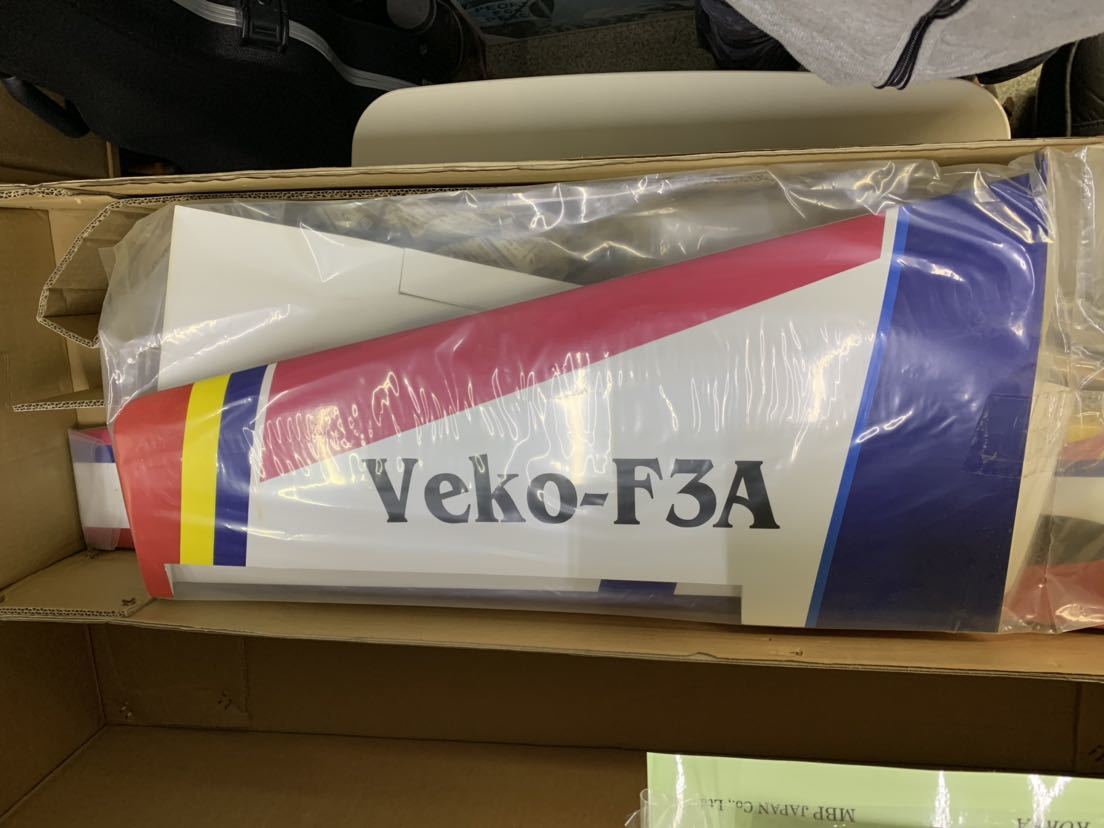 Veko-F3A
MBP JAPAN Co., Ltd